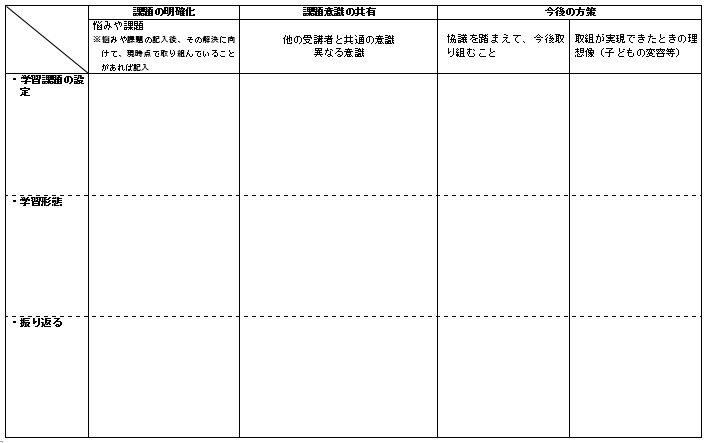 課題の明確化
課題意識の共有
今後の方策
悩みや課題
※悩みや課題の記入後、その解決に向
けて、現時点で取り組んでいること
があれば記入
他の受講者と共通の意識
異なる意識
協議を踏まえて、今後取
り組むこと
取組が実現できたときの理
想像（子どもの変容等）
・学習課題の設
定
・学習形態
・振り返る